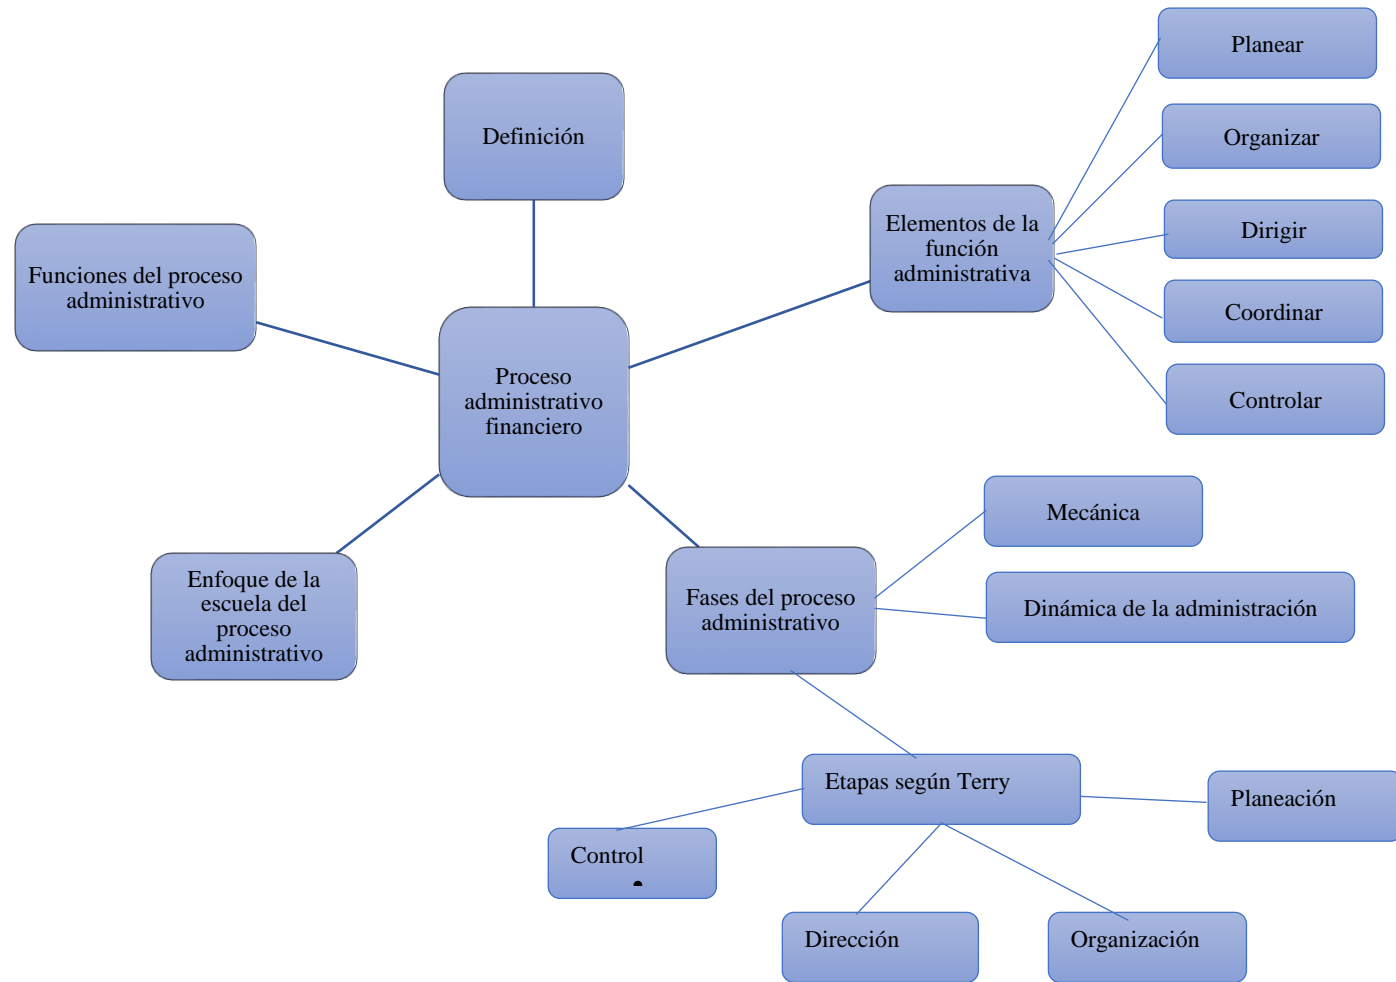 Planear
Definición
Organizar
Elementos de la
función
administrativa
Dirigir
Funciones del proceso
administrativo
Coordinar
Proceso
administrativo
financiero
Controlar
Mecánica
Enfoque de la
escuela del
proceso
administrativo
Fases del proceso
administrativo
Dinámica de la administración
Etapas según Terry
Planeación
Control
Dirección
Organización